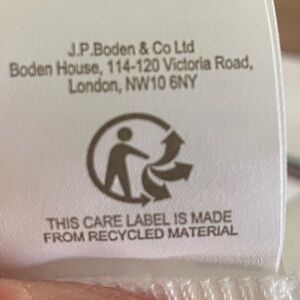 J.P.Boden & Co Ltd
Boden House, 114-120 Victoria Road,
London, NW10 6NY
THIS CARE LABEL IS MADE
FROM RECYCLED MATERIAL